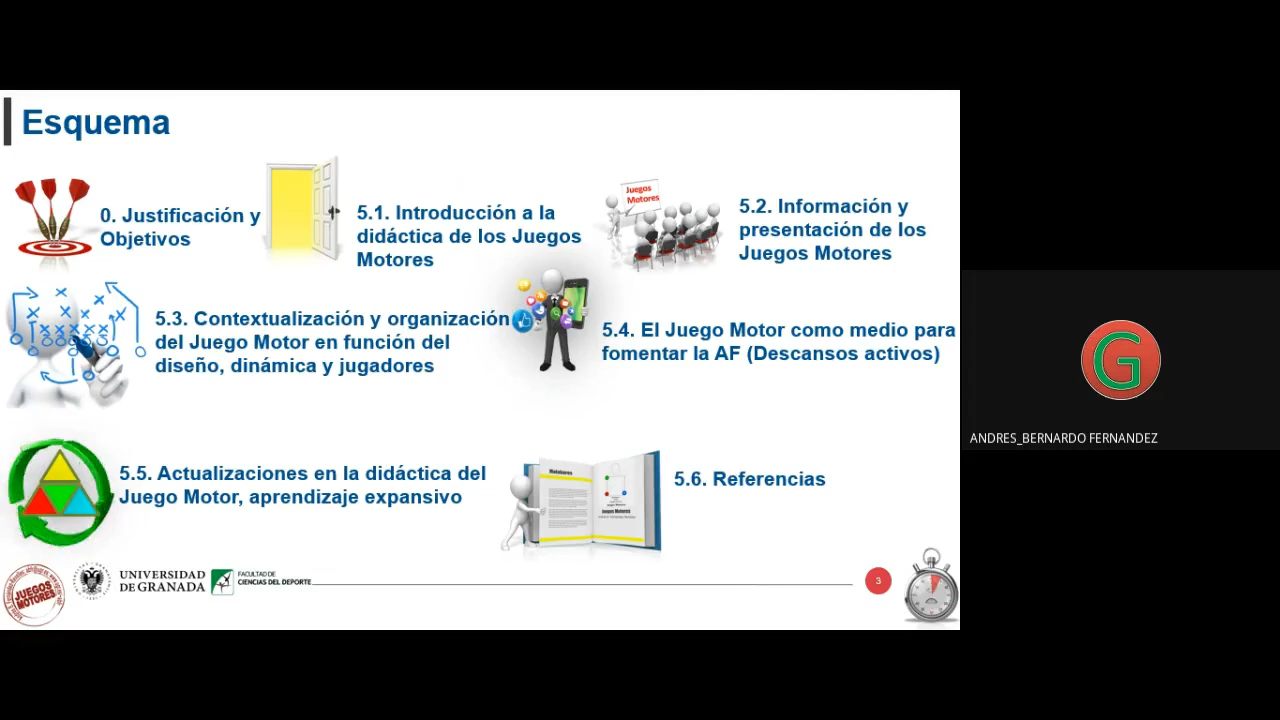 Esquema
0. Justificación y
Objetivos
5.1. Introducción a la
didáctica de los Juegos
Motores
Juegos
Motores
5.2. Información y
presentación de los
Juegos Motores
5.3. Contextualización y organización
del Juego Motor en función del
diseño, dinámica y jugadores
5.4. El Juego Motor como medio para
fomentar la AF (Descansos activos)
5.5. Actualizaciones en la didáctica del
Juego Motor, aprendizaje expansivo
Juegos Motores
5.6. Referencias
JUEGOS
MOTORES
UNIVERSIDAD
DE GRANADA
FACULTAD DE
CIENCIAS DEL DEPORTE
3
G
ANDRES_BERNARDO FERNANDEZ